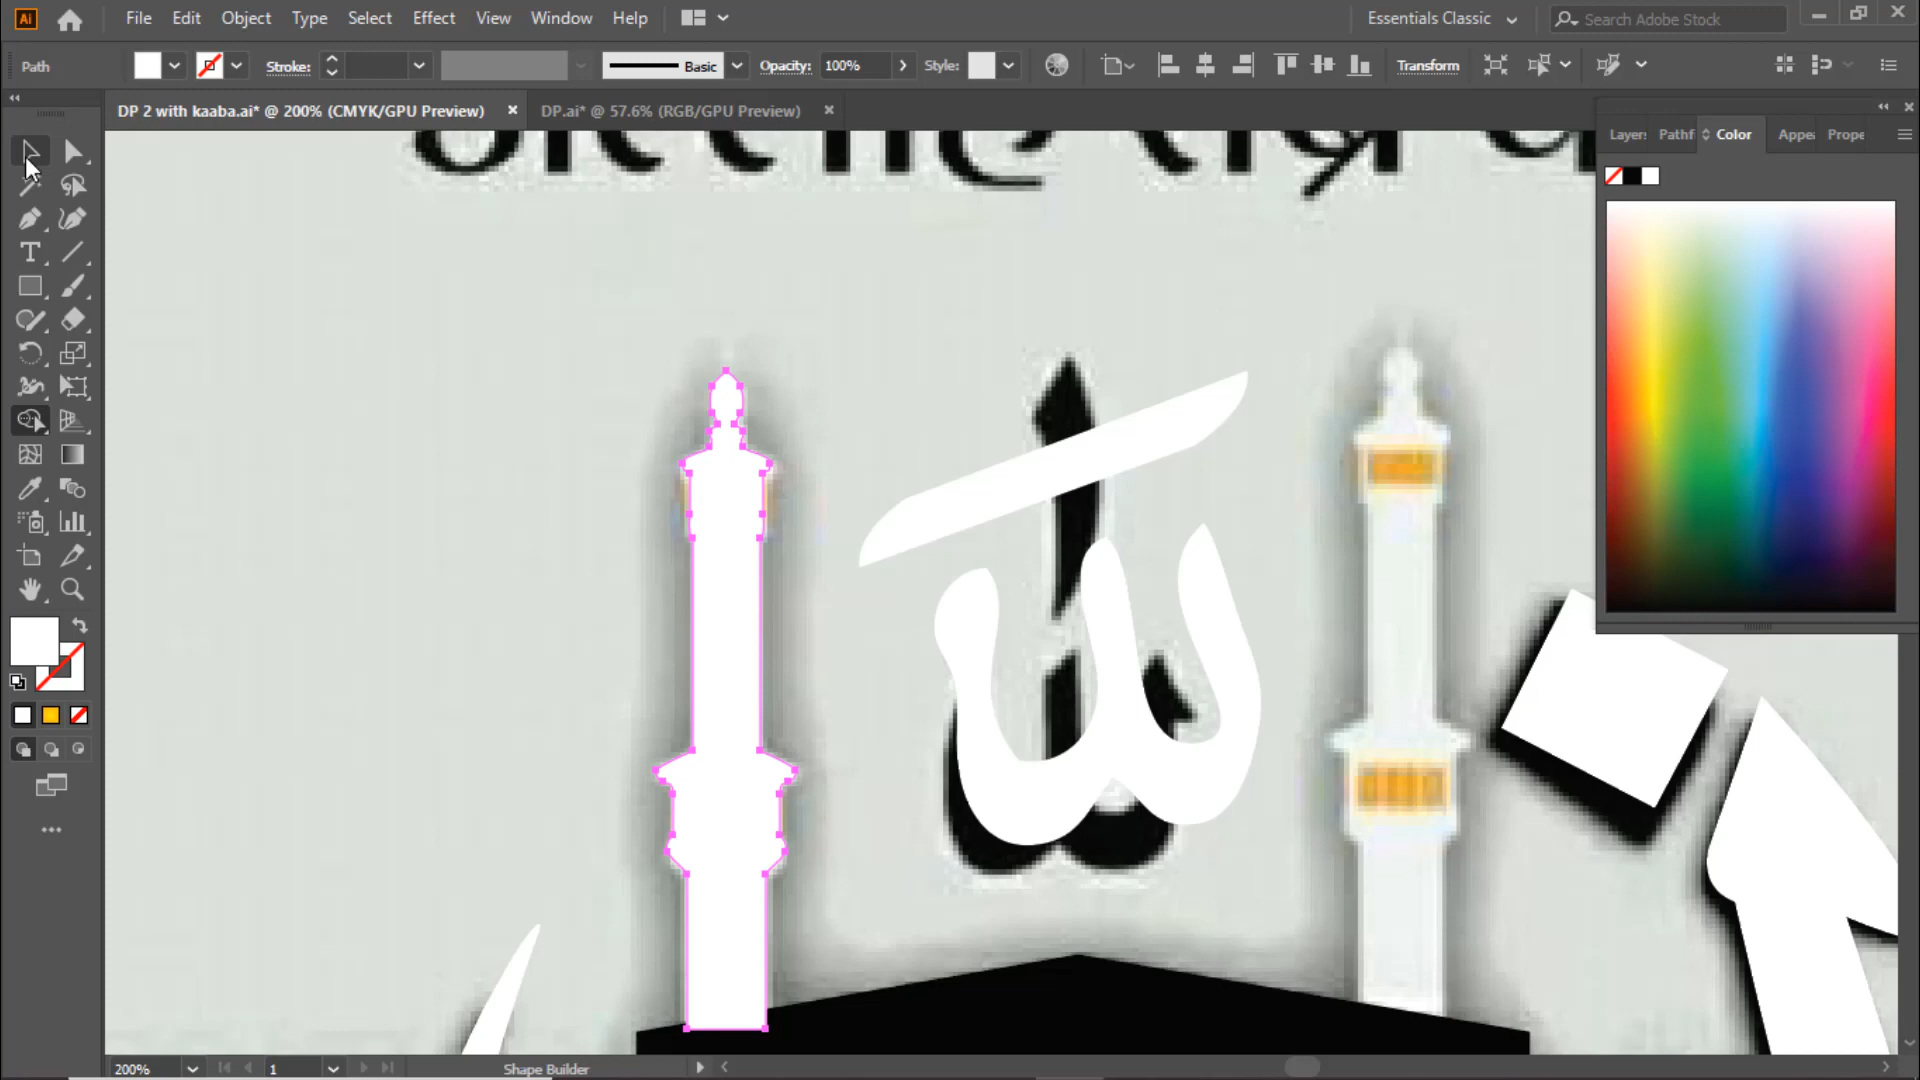 File Edit Object Type Select Effect View Window Help
Essentials Classic
Search Adobe Stock
Path
Stroke:
Basic
Opacity: 100%
Style:
Transform
DP 2 with kaaba.ai* @ 200% (CMYK/GPU Preview)
DP.ai* @ 57.6% (RGB/GPU Preview)
Layer
Pathf
Color
Appea
Prope
200%
1
Shape Builder